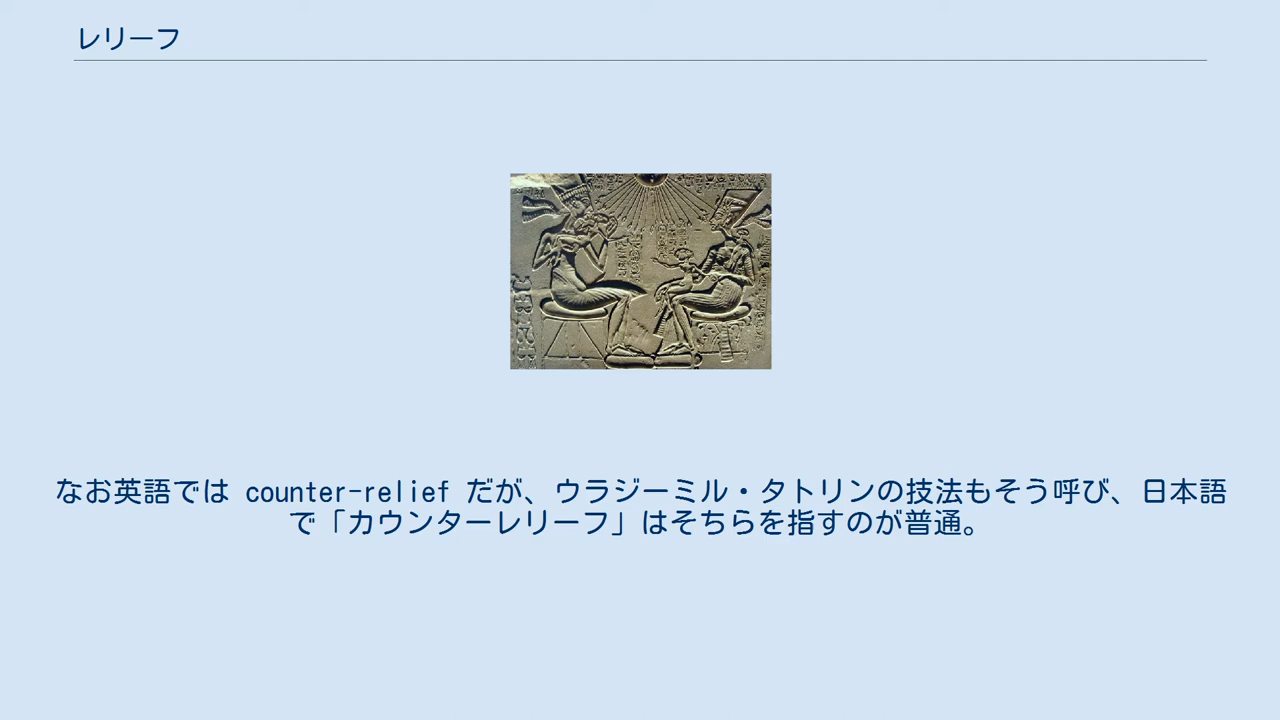 レリーフ
なお英語では counter-relief だが、ウラジーミル・タトリンの技法もそう呼び、日本語
で「カウンターレリーフ」はそちらを指すのが普通。